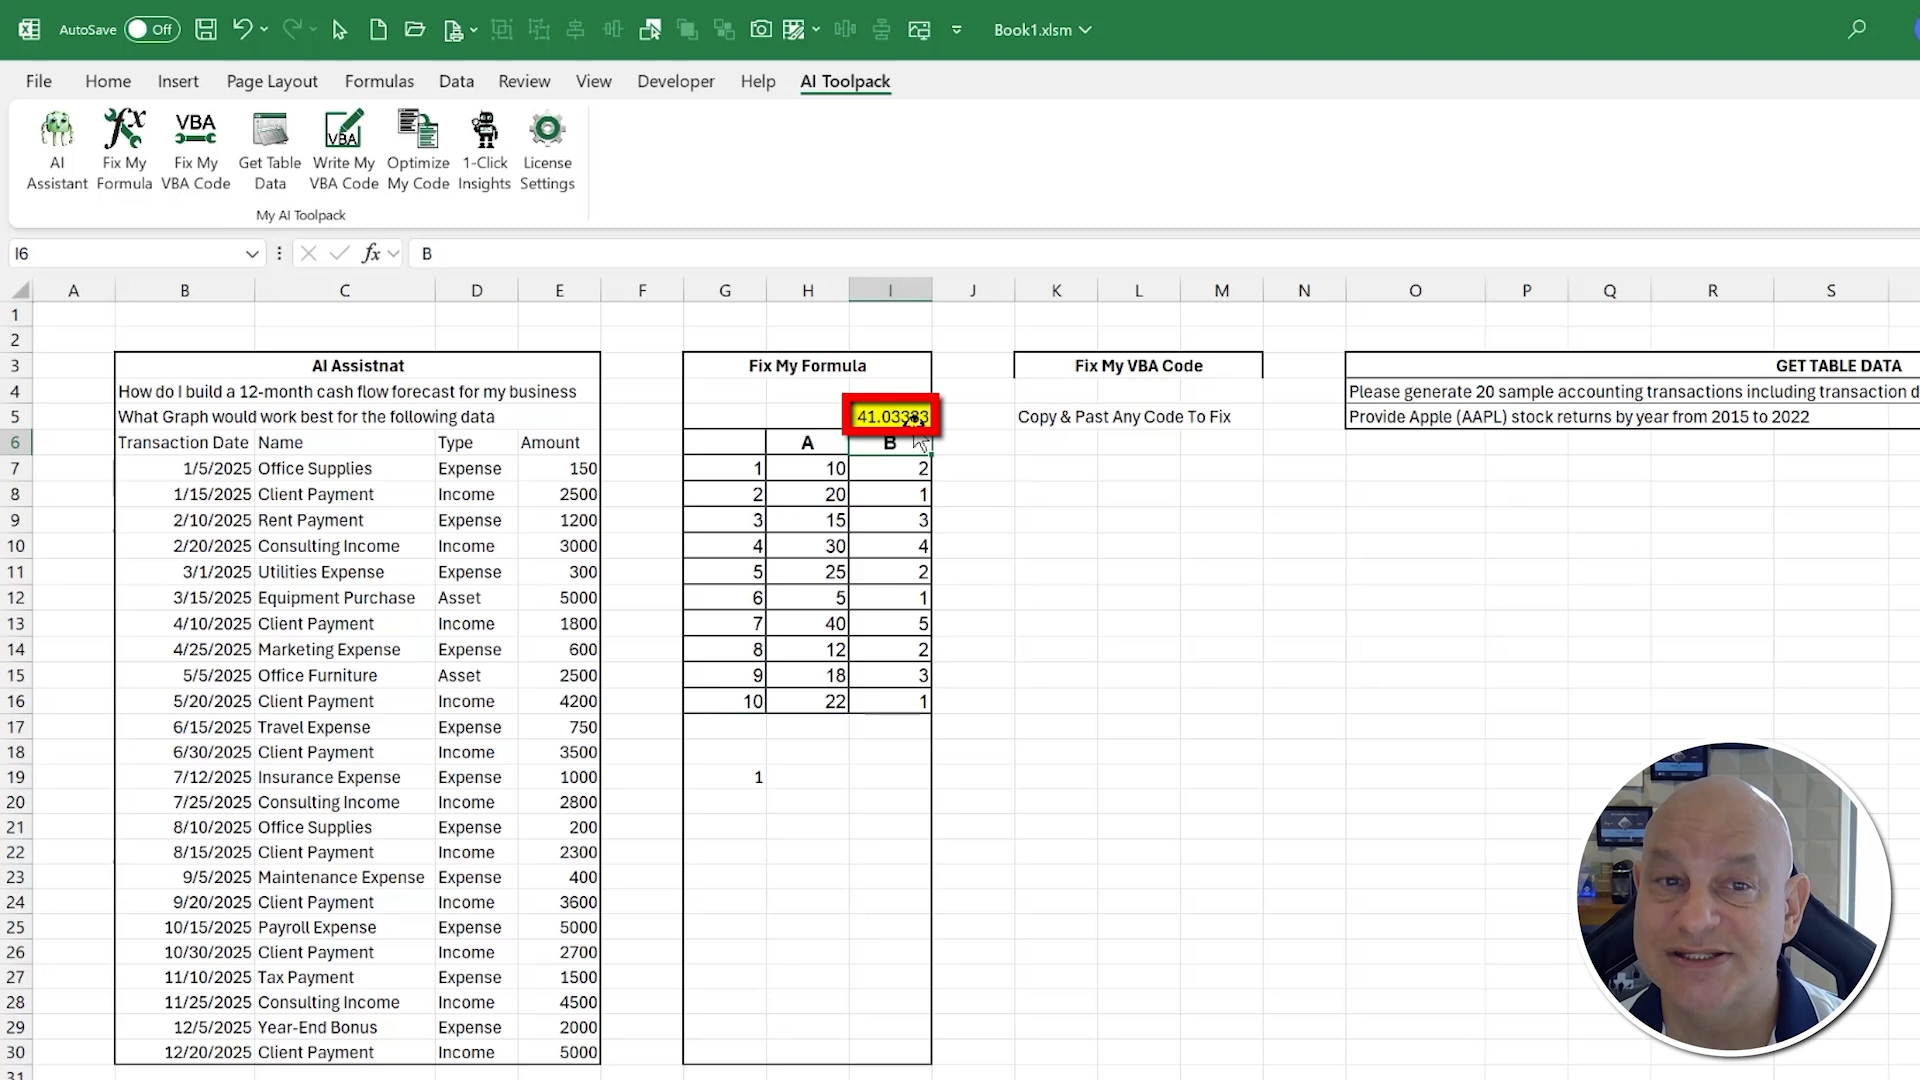 AutoSave Off Book1.xlsm
File Home Insert Page Layout Formulas Data Review View Developer Help AI Toolpack
AI Assistant
Fix My Formula
VBA Fix My VBA Code
Get Table Data
VBA Write My VBA Code
Optimize My Code
1-Click Insights
License Settings
My AI Toolpack
I6 fx B
A B C D E F G H I J K L M N O P Q R S
1
2
3 AI Assistnat Fix My Formula Fix My VBA Code GET TABLE DATA
4 How do I build a 12-month cash flow forecast for my business Please generate 20 sample accounting transactions including transaction d
5 What Graph would work best for the following data 41.03333 Copy & Past Any Code To Fix Provide Apple (AAPL) stock returns by year from 2015 to 2022
6 Transaction Date Name Type Amount A B
7 1/5/2025 Office Supplies Expense 150 1 10 2
8 1/15/2025 Client Payment Income 2500 2 20 1
9 2/10/2025 Rent Payment Expense 1200 3 15 3
10 2/20/2025 Consulting Income Income 3000 4 30 4
11 3/1/2025 Utilities Expense Expense 300 5 25 2
12 3/15/2025 Equipment Purchase Asset 5000 6 5 1
13 4/10/2025 Client Payment Income 1800 7 40 5
14 4/25/2025 Marketing Expense Expense 600 8 12 2
15 5/5/2025 Office Furniture Asset 2500 9 18 3
16 5/20/2025 Client Payment Income 4200 10 22 1
17 6/15/2025 Travel Expense Expense 750
18 6/30/2025 Client Payment Income 3500
19 7/12/2025 Insurance Expense Expense 1000 1
20 7/25/2025 Consulting Income Income 2800
21 8/10/2025 Office Supplies Expense 200
22 8/15/2025 Client Payment Income 2300
23 9/5/2025 Maintenance Expense Expense 400
24 9/20/2025 Client Payment Income 3600
25 10/15/2025 Payroll Expense Expense 5000
26 10/30/2025 Client Payment Income 2700
27 11/10/2025 Tax Payment Expense 1500
28 11/25/2025 Consulting Income Income 4500
29 12/5/2025 Year-End Bonus Expense 2000
30 12/20/2025 Client Payment Income 5000
31